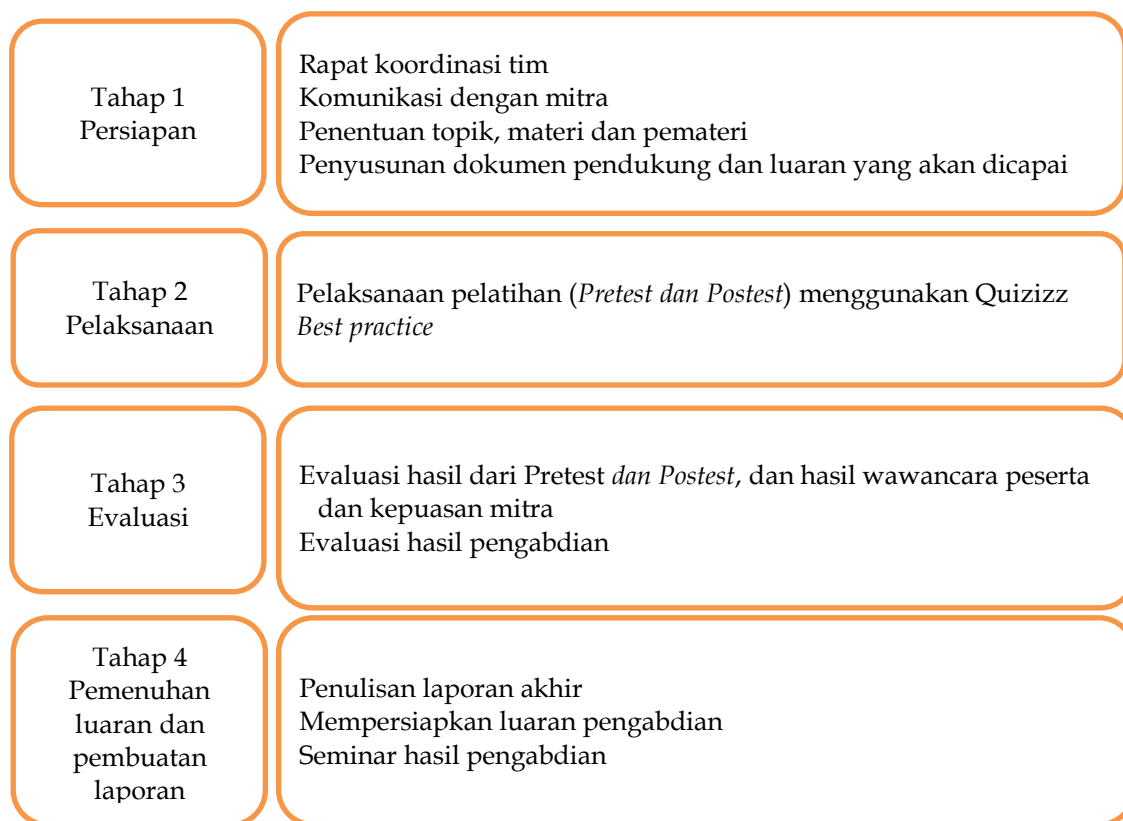 Tahap 1
Persiapan
Rapat koordinasi tim
Komunikasi dengan mitra
Penentuan topik, materi dan pemateri
Penyusunan dokumen pendukung dan luaran yang akan dicapai
Tahap 2
Pelaksanaan
Pelaksanaan pelatihan (Pretest dan Postest) menggunakan Quizizz
Best practice
Tahap 3
Evaluasi
Evaluasi hasil dari Pretest dan Postest, dan hasil wawancara peserta
dan kepuasan mitra
Evaluasi hasil pengabdian
Tahap 4
Pemenuhan
luaran dan
pembuatan
laporan
Penulisan laporan akhir
Mempersiapkan luaran pengabdian
Seminar hasil pengabdian